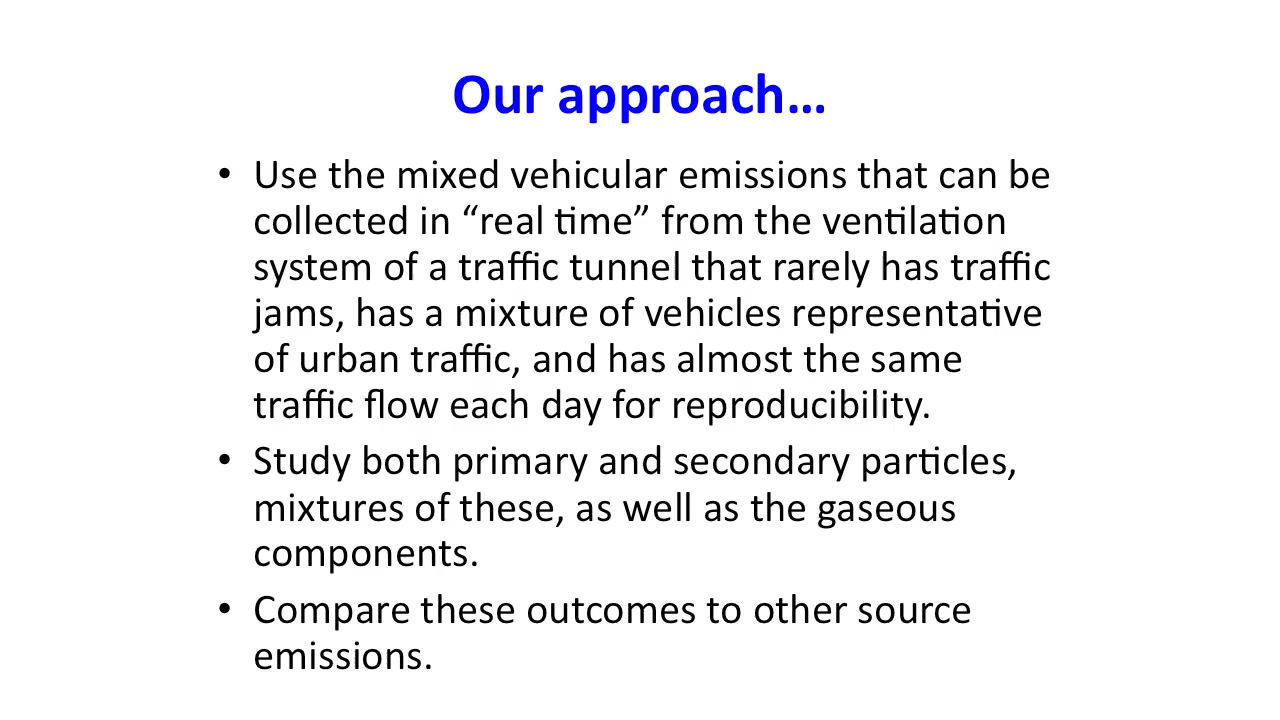 Our approach…
• Use the mixed vehicular emissions that can be
collected in “real time” from the ventilation
system of a traffic tunnel that rarely has traffic
jams, has a mixture of vehicles representative
of urban traffic, and has almost the same
traffic flow each day for reproducibility.
• Study both primary and secondary particles,
mixtures of these, as well as the gaseous
components.
• Compare these outcomes to other source
emissions.